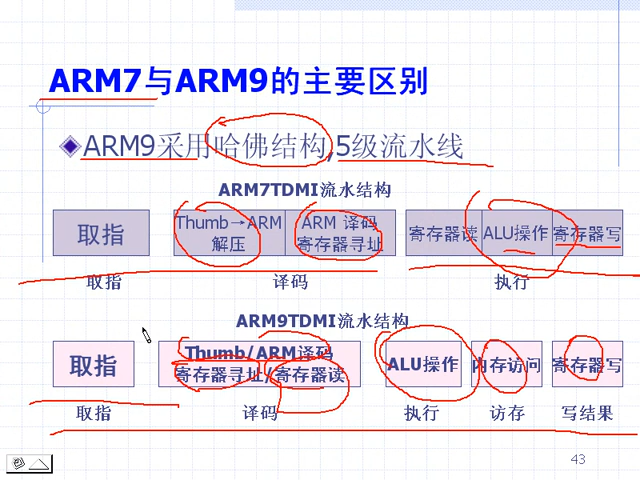 ARM7与ARM9的主要区别
ARM9采用哈佛结构,5级流水线
ARM7TDMI流水结构
取指
Thumb→ARM
解压
ARM 译码
寄存器寻址
寄存器读
ALU操作
寄存器写
取指
译码
执行
ARM9TDMI流水结构
取指
Thumb/ARM译码
寄存器寻址/寄存器读
ALU操作
内存访问
寄存器写
取指
译码
执行
访存
写结果
43